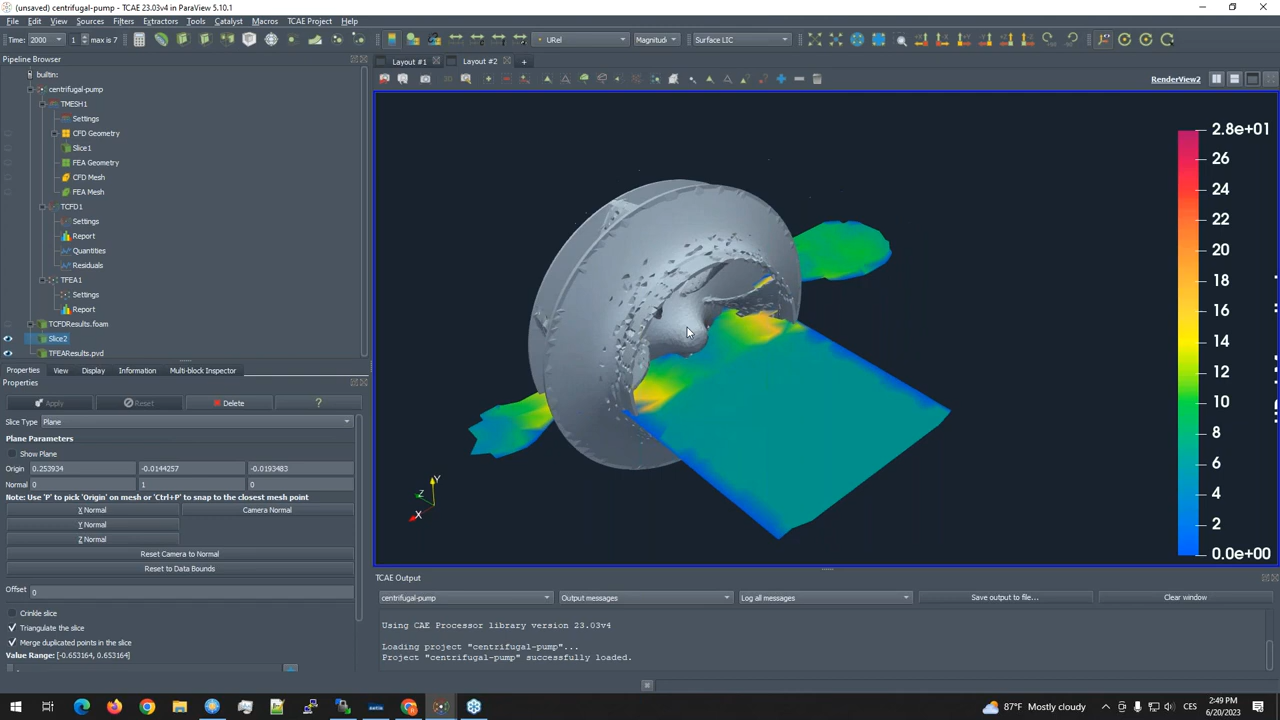 (unsaved) centrifugal-pump - TCAE 23.03v4 in ParaView 5.10.1
File Edit View Sources Filters Extractors Tools Catalyst Macros TCAE Project Help
Time: 2000 1 max is 7 URel Magnitude Surface LIC
Pipeline Browser
Layout #1 Layout #2 +
builtin:
centrifugal-pump
RenderView2
TMESH1
Settings
CFD Geometry
Slice1
FEA Geometry
CFD Mesh
FEA Mesh
TCFD1
Settings
Report
Quantities
Residuals
TFEA1
Settings
Report
TCFDResults.foam
Slice2
TFEAResults.pvd
2.8e+01
26
24
22
20
18
16
14
12
10
8
6
4
2
0.0e+00
Y
Z
X
Properties View Display Information Multi-block Inspector
Properties
Apply Reset Delete ?
Slice Type Plane
Plane Parameters
Show Plane
Origin 0.253934 -0.0144257 -0.0193483
Normal 0 1 0
Note: Use 'P' to pick 'Origin' on mesh or 'Ctrl+P' to snap to the closest mesh point
X Normal Camera Normal
Y Normal
Z Normal
Reset Camera to Normal
Reset to Data Bounds
Offset 0
Crinkle slice
Triangulate the slice
Merge duplicated points in the slice
Value Range: [-0.653164, 0.653164]
TCAE Output
centrifugal-pump Output messages Log all messages Save output to file... Clear window
Using CAE Processor library version 23.03v4
Loading project "centrifugal-pump"...
Project "centrifugal-pump" successfully loaded.
87°F Mostly cloudy CES 2:49 PM
6/20/2023